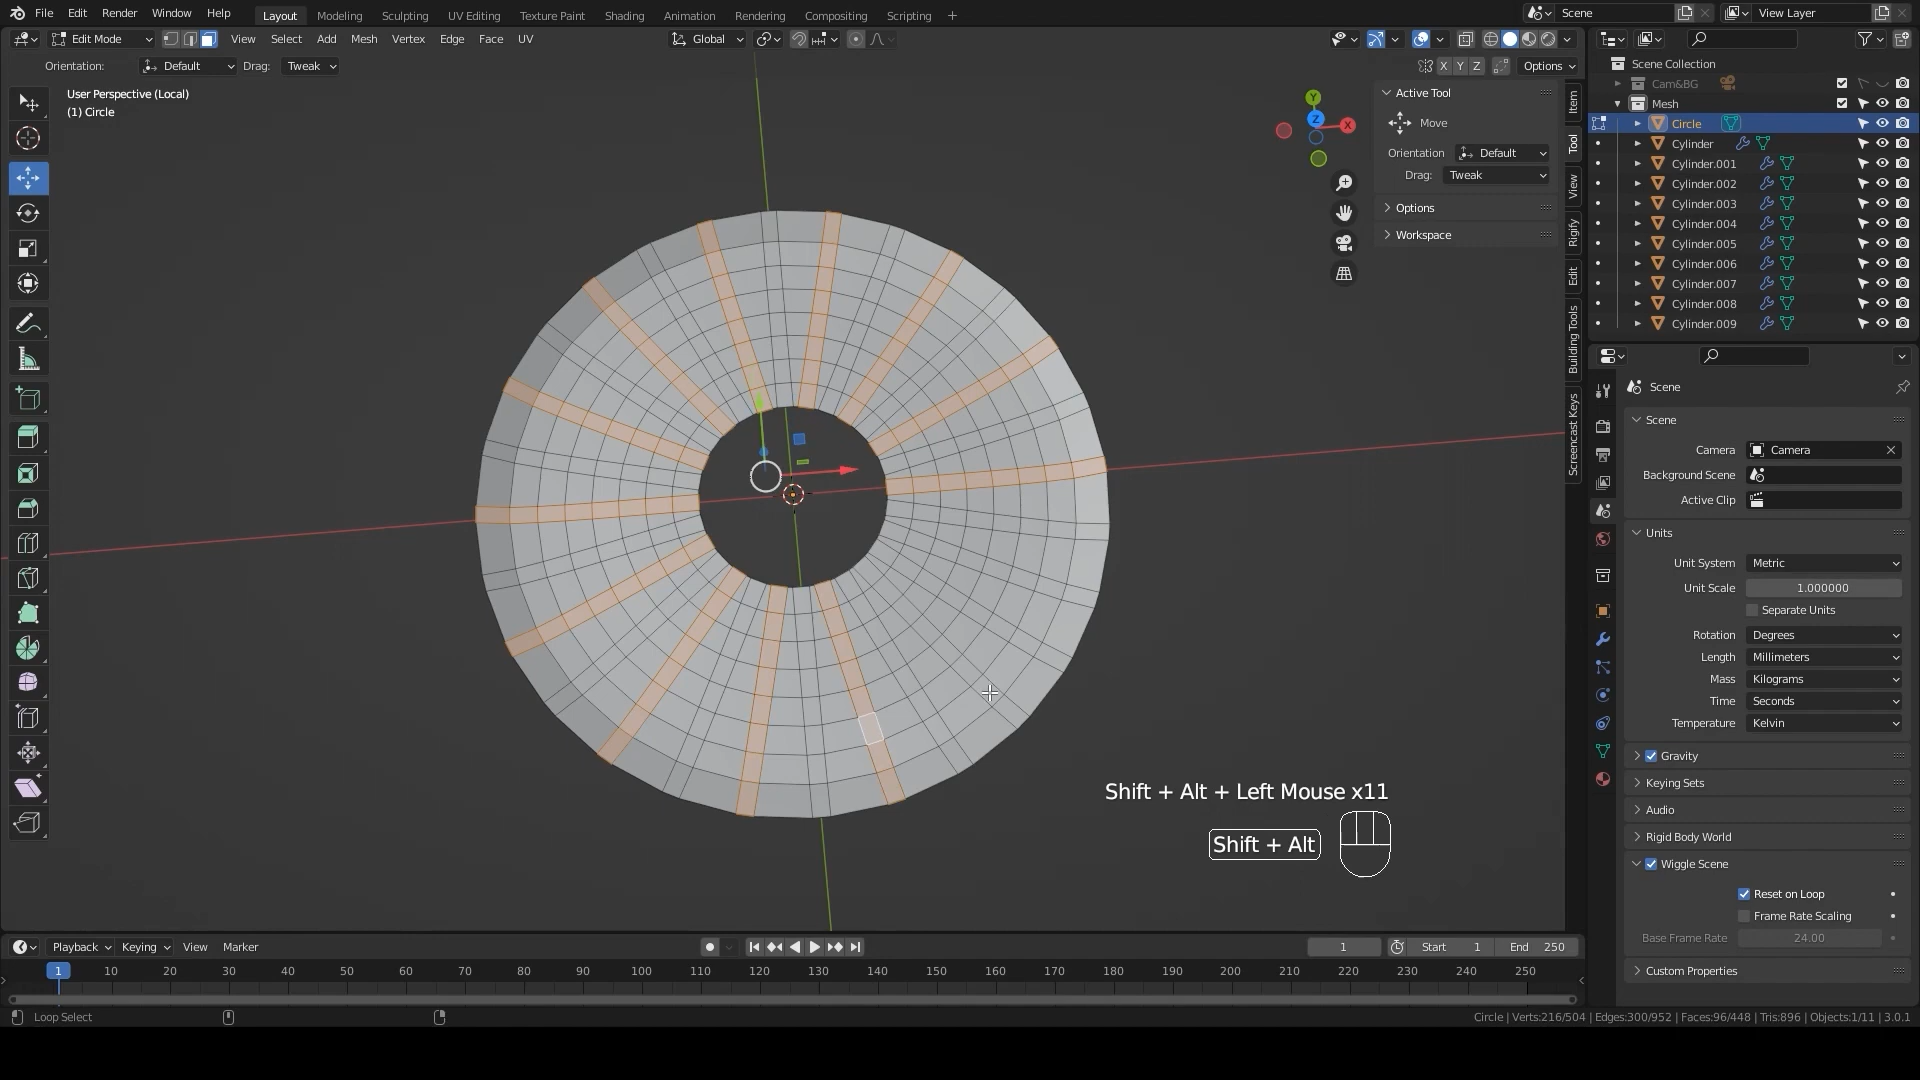 File Edit Render Window Help Layout Modeling Sculpting UV Editing Texture Paint Shading Animation Rendering Compositing Scripting + Scene View Layer
Edit Mode View Select Add Mesh Vertex Edge Face UV Global
Orientation: Default Drag: Tweak X Y Z Options
User Perspective (Local)
(1) Circle
Y
Z
X
Active Tool
Move
Orientation Default
Drag: Tweak
Options
Workspace
Item
Tool
View
Rigify
Edit
Building Tools
Screencast Keys
Scene Collection
Cam&BG
Mesh
Circle
Cylinder
Cylinder.001
Cylinder.002
Cylinder.003
Cylinder.004
Cylinder.005
Cylinder.006
Cylinder.007
Cylinder.008
Cylinder.009
Scene
Scene
Camera Camera
Background Scene
Active Clip
Units
Unit System Metric
Unit Scale 1.000000
Separate Units
Rotation Degrees
Length Millimeters
Mass Kilograms
Time Seconds
Temperature Kelvin
Gravity
Keying Sets
Audio
Rigid Body World
Wiggle Scene
Reset on Loop
Frame Rate Scaling
Base Frame Rate 24.00
Custom Properties
Shift + Alt + Left Mouse x11
Shift + Alt
Playback Keying View Marker 1 Start 1 End 250
1 10 20 30 40 50 60 70 80 90 100 110 120 130 140 150 160 170 180 190 200 210 220 230 240 250
Loop Select
Circle | Verts:216/504 | Edges:300/952 | Faces:96/448 | Tris:896 | Objects:1/11 | 3.0.1